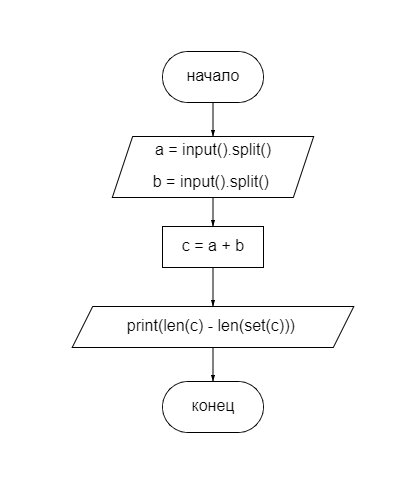 начало
a = input().split()
b = input().split()
c = a + b
print(len(c) - len(set(c)))
конец